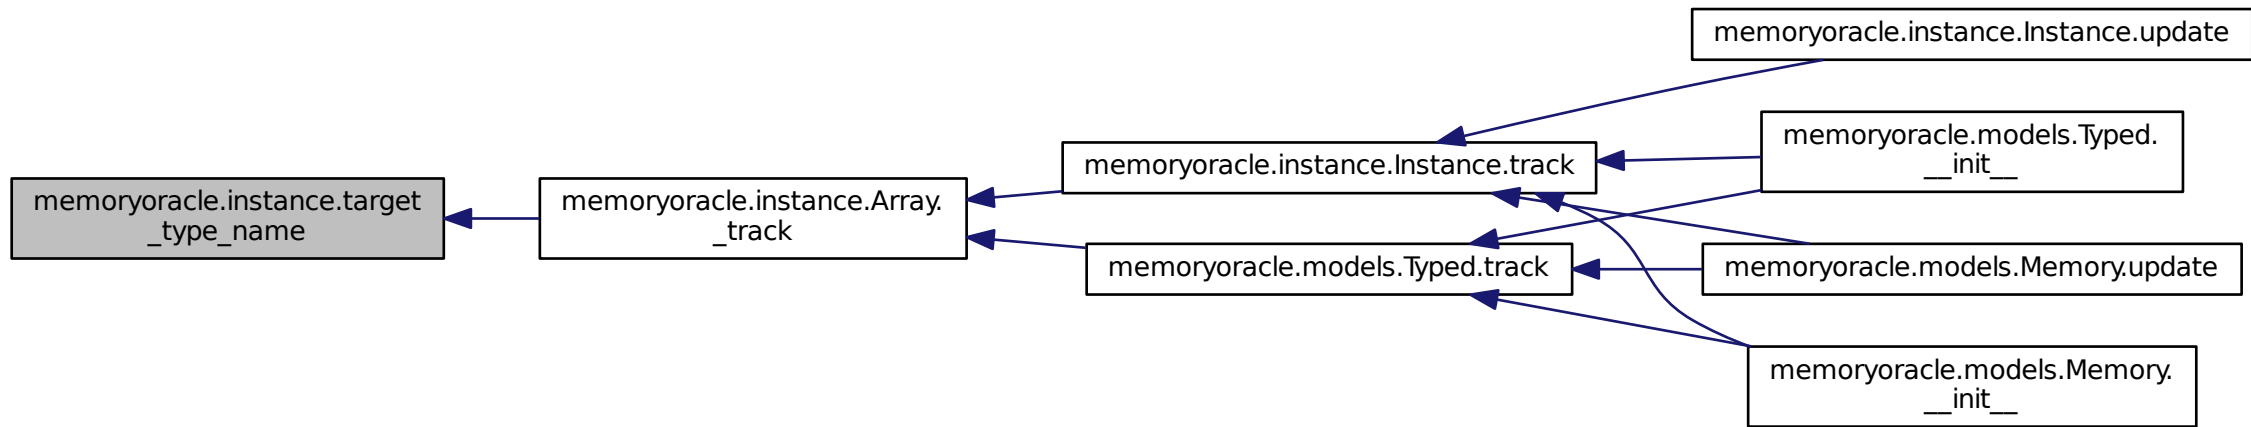 memoryoracle.instance.target
_type_name
memoryoracle.instance.Array.
_track
memoryoracle.instance.Instance.track
memoryoracle.models.Typed.track
memoryoracle.instance.Instance.update
memoryoracle.models.Typed.
__init__
memoryoracle.models.Memory.update
memoryoracle.models.Memory.
__init__